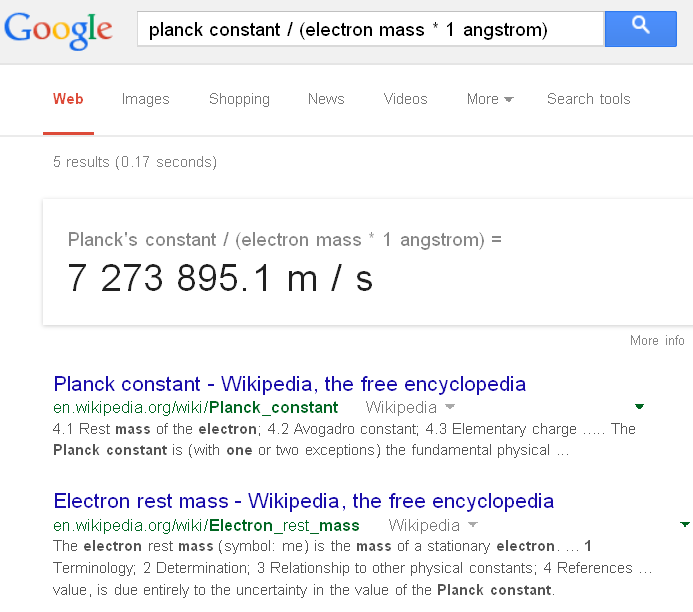 Google
planck constant / (electron mass * 1 angstrom)
Web Images Shopping News Videos More Search tools
5 results (0.17 seconds)
Planck's constant / (electron mass * 1 angstrom) =
7 273 895.1 m / s
More info
Planck constant - Wikipedia, the free encyclopedia
en.wikipedia.org/wiki/Planck_constant Wikipedia
4.1 Rest mass of the electron; 4.2 Avogadro constant; 4.3 Elementary charge ..... The
Planck constant is (with one or two exceptions) the fundamental physical ...
Electron rest mass - Wikipedia, the free encyclopedia
en.wikipedia.org/wiki/Electron_rest_mass Wikipedia
The electron rest mass (symbol: me) is the mass of a stationary electron. ... 1
Terminology; 2 Determination; 3 Relationship to other physical constants; 4 References ...
value, is due entirely to the uncertainty in the value of the Planck constant.